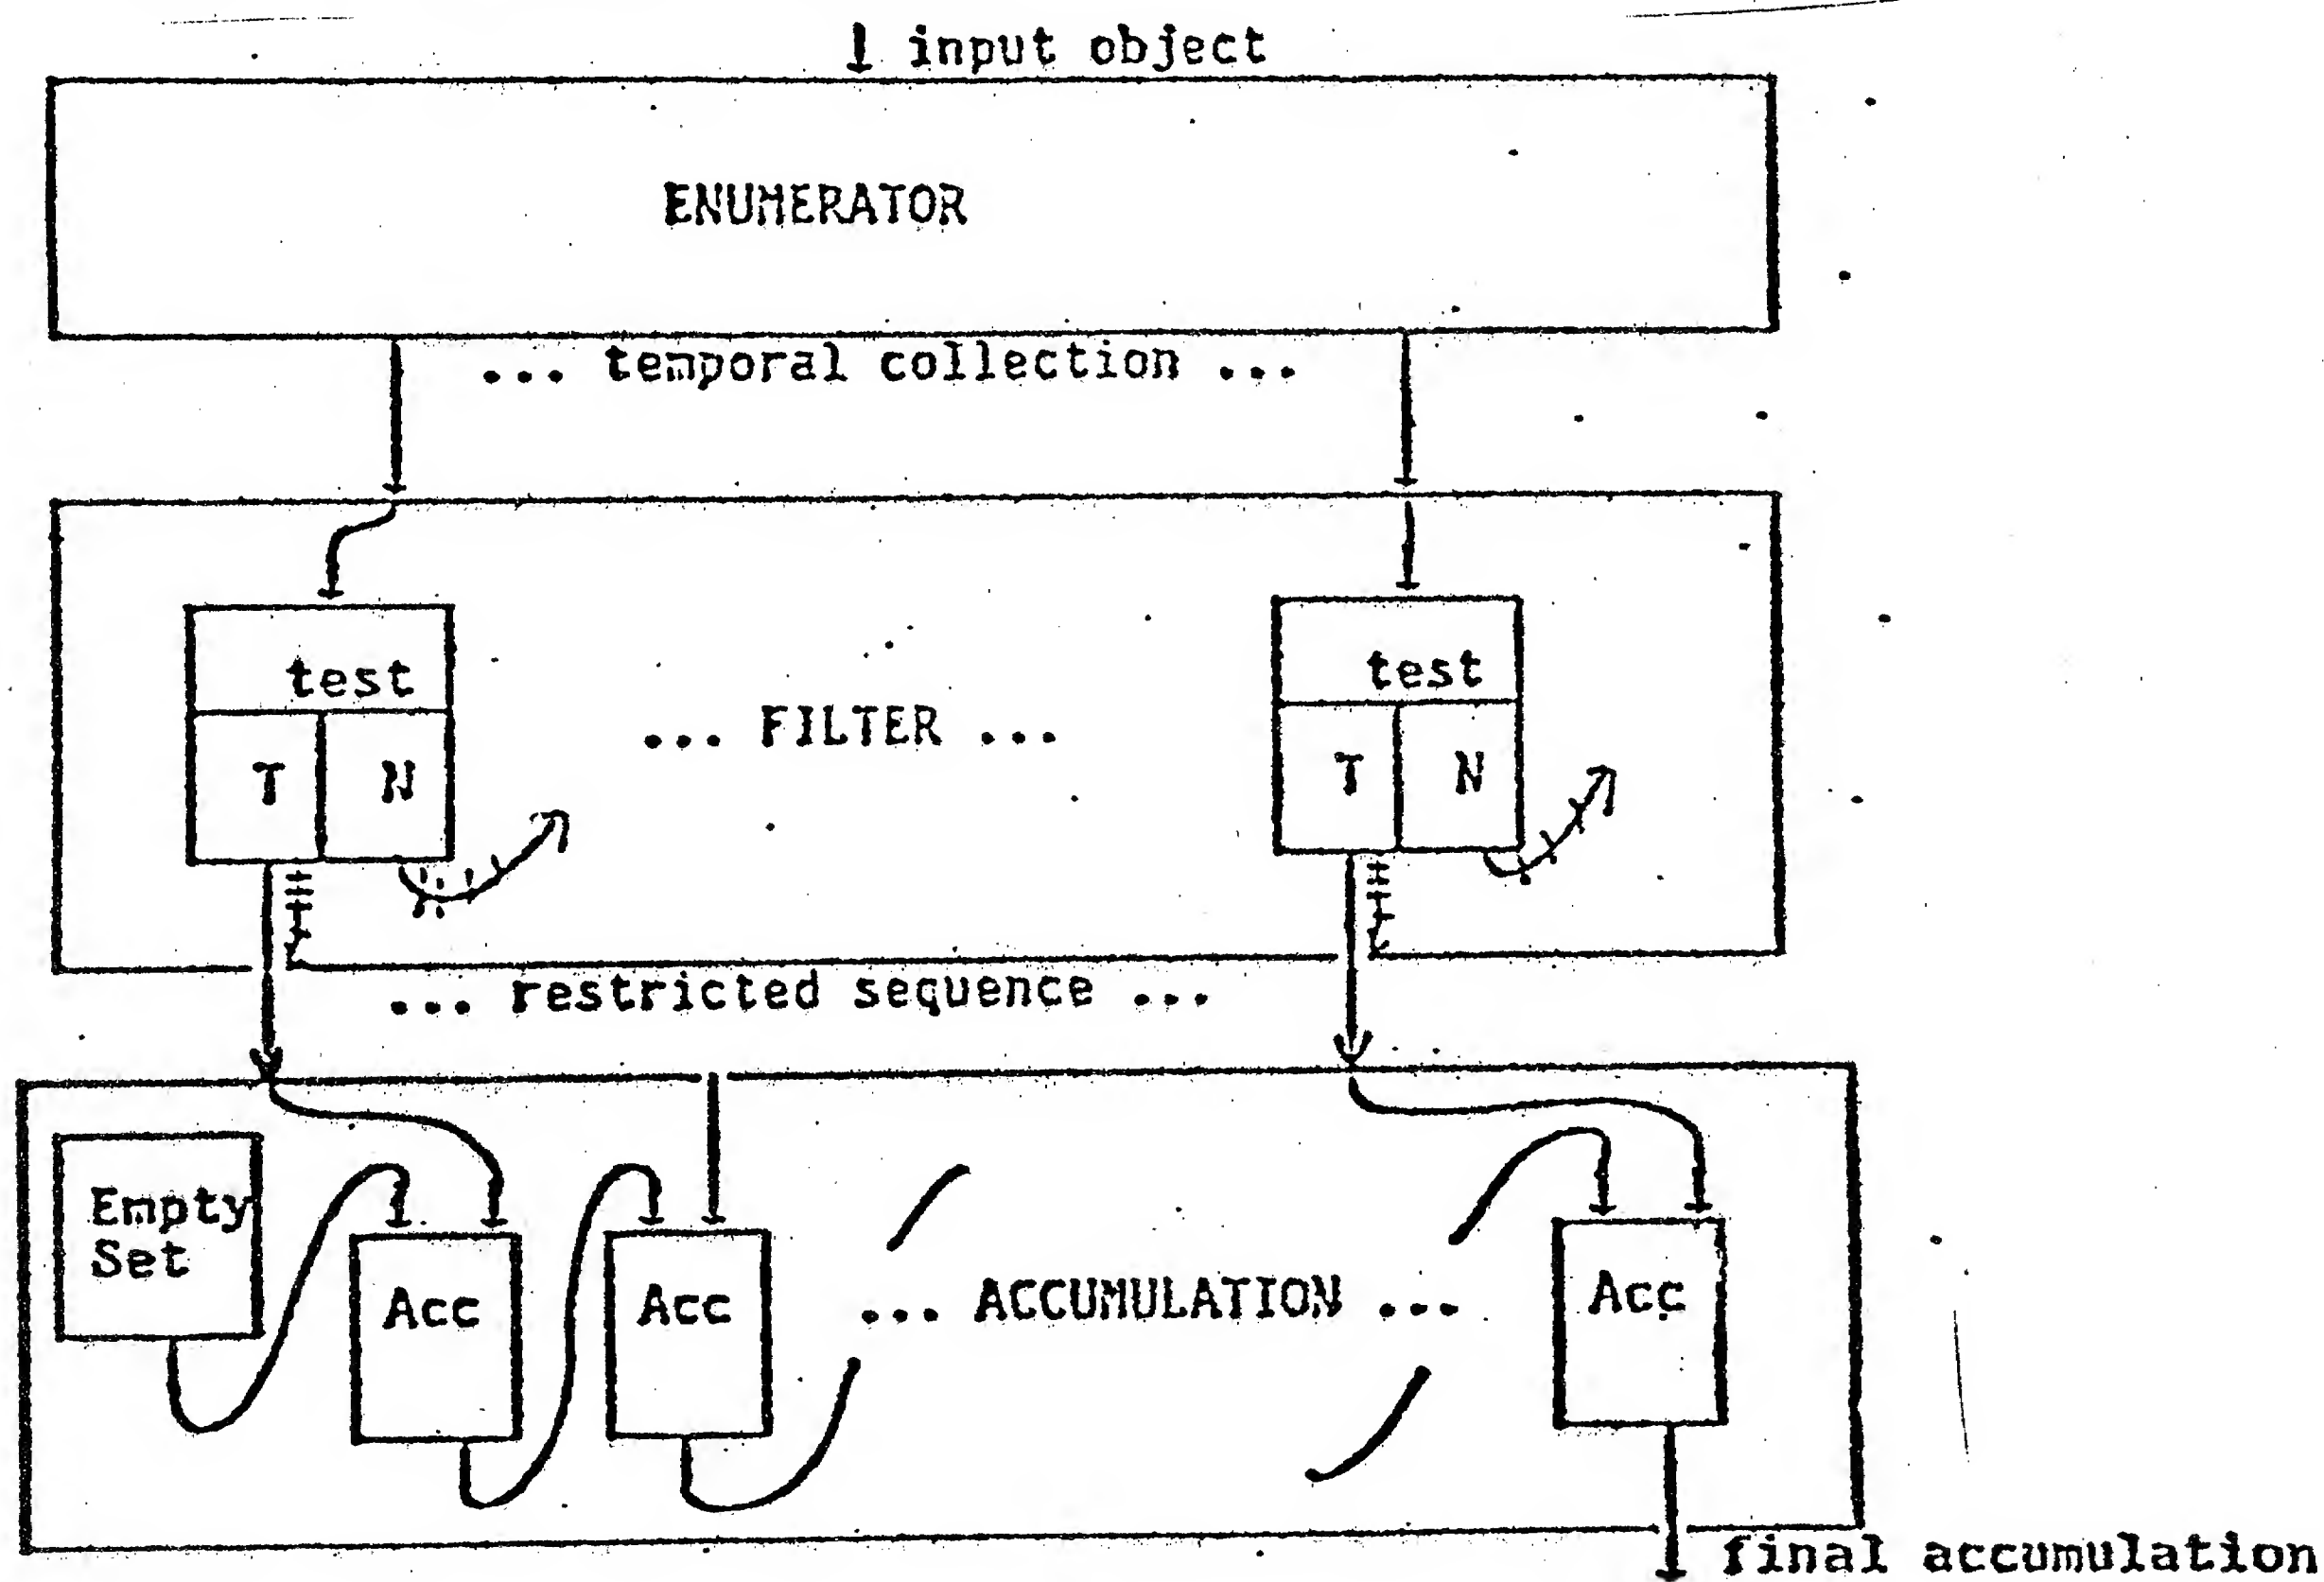 input object
ENUMERATOR
... temporal collection ...
test
test
... FILTER ...
T
N
T
N
... restricted sequence ...
Empty
Set
Acc
Acc
... ACCUMULATION ...
Acc
final accumulation